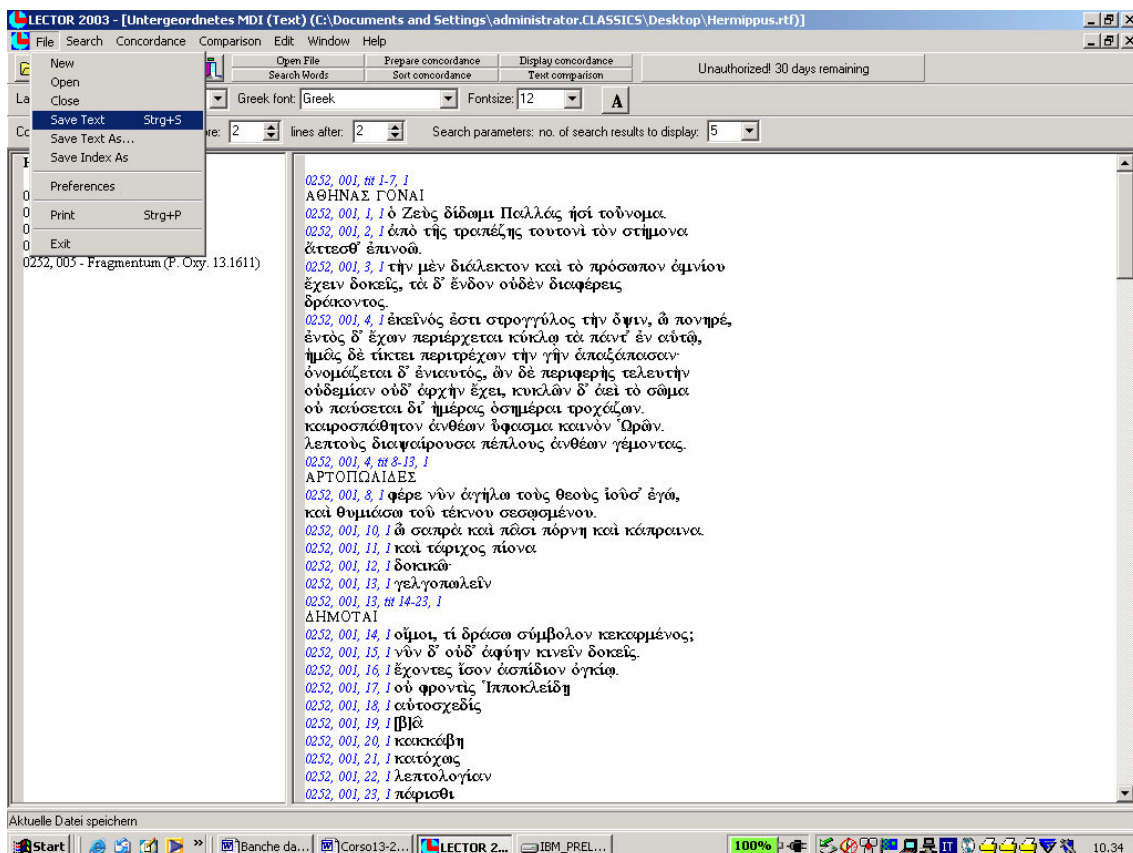 LECTOR 2003 - [Untergeordnetes MDI (Text) (C:\Documents and Settings\administrator.CLASSICS\Desktop\Hermippus.rtf)]
File Search Concordance Comparison Edit Window Help
Open File Prepare concordance Display concordance
Search Words Sort concordance Text comparison
Unauthorized! 30 days remaining
La Greek font: Greek Fontsize: 12 A
Co re: 2 lines after: 2 Search parameters: no. of search results to display: 5
New
Open
Close
Save Text Strg+S
Save Text As...
Save Index As
Preferences
Print Strg+P
Exit
0252, 005 - Fragmentum (P. Oxy. 13.1611)
0252, 001, tit 1-7, 1
ΑΘΗΝΑΣ ΓΟΝΑΙ
0252, 001, 1, 1 ὁ Ζεὺς δίδωμι Παλλάς ἡσί τοὔνομα.
0252, 001, 2, 1 ἀπὸ τῆς τραπέζης τουτονὶ τὸν στήμονα
ἄττεσθ' ἐπινοῶ.
0252, 001, 3, 1 τὴν μὲν διάλεκτον καὶ τὸ πρόσωπον ἀμνίου
ἔχειν δοκεῖς, τὰ δ' ἔνδον οὐδὲν διαφέρεις
δράκοντος.
0252, 001, 4, 1 ἐκεῖνός ἐστι στρογγύλος τὴν ὄψιν, ὦ πονηρέ,
ἐντὸς δ' ἔχων περιέρχεται κύκλῳ τὰ πάντ' ἐν αὑτῷ,
ἡμᾶς δὲ τίκτει περιτρέχων τὴν γῆν ἁπαξάπασαν·
ὀνομάζεται δ' ἐνιαυτός, ὢν δὲ περιφερὴς τελευτὴν
οὐδεμίαν οὐδ' ἀρχὴν ἔχει, κυκλῶν δ' ἀεὶ τὸ σῶμα
οὐ παύσεται δι' ἡμέρας ὁσημέραι τροχάζων.
καιροσπάθητον ἀνθέων ὕφασμα καινὸν Ὡρῶν.
λεπτοὺς διαψαίρουσα πέπλους ἀνθέων γέμοντας.
0252, 001, 4, tit 8-13, 1
ΑΡΤΟΠΩΛΙΔΕΣ
0252, 001, 8, 1 φέρε νῦν ἀγήλω τοὺς θεοὺς ἰοῦσ' ἐγώ,
καὶ θυμιάσω τοῦ τέκνου σεσωσμένου.
0252, 001, 10, 1 ὦ σαπρὰ καὶ πᾶσι πόρνη καὶ κάπραινα.
0252, 001, 11, 1 καὶ τάριχος πίονα
0252, 001, 12, 1 δοκικῶ·
0252, 001, 13, 1 γελγοπωλεῖν
0252, 001, 13, tit 14-23, 1
ΔΗΜΟΤΑΙ
0252, 001, 14, 1 οἴμοι, τί δράσω σύμβολον κεκαρμένος;
0252, 001, 15, 1 νῦν δ' οὐδ' ἀφύην κινεῖν δοκεῖς.
0252, 001, 16, 1 ἔχοντες ἴσον ἀσπίδιον ὀγκίῳ.
0252, 001, 17, 1 οὐ φροντὶς Ἱπποκλείδῃ
0252, 001, 18, 1 αὐτοσχεδίς
0252, 001, 19, 1 [β]ᾶ
0252, 001, 20, 1 κακκάβη
0252, 001, 21, 1 κατόχως
0252, 001, 22, 1 λεπτολογίαν
0252, 001, 23, 1 πάρισθι
Aktuelle Datei speichern
Start Banche da... Corso13-2... LECTOR 2... IBM_PREL... 100% 10.34